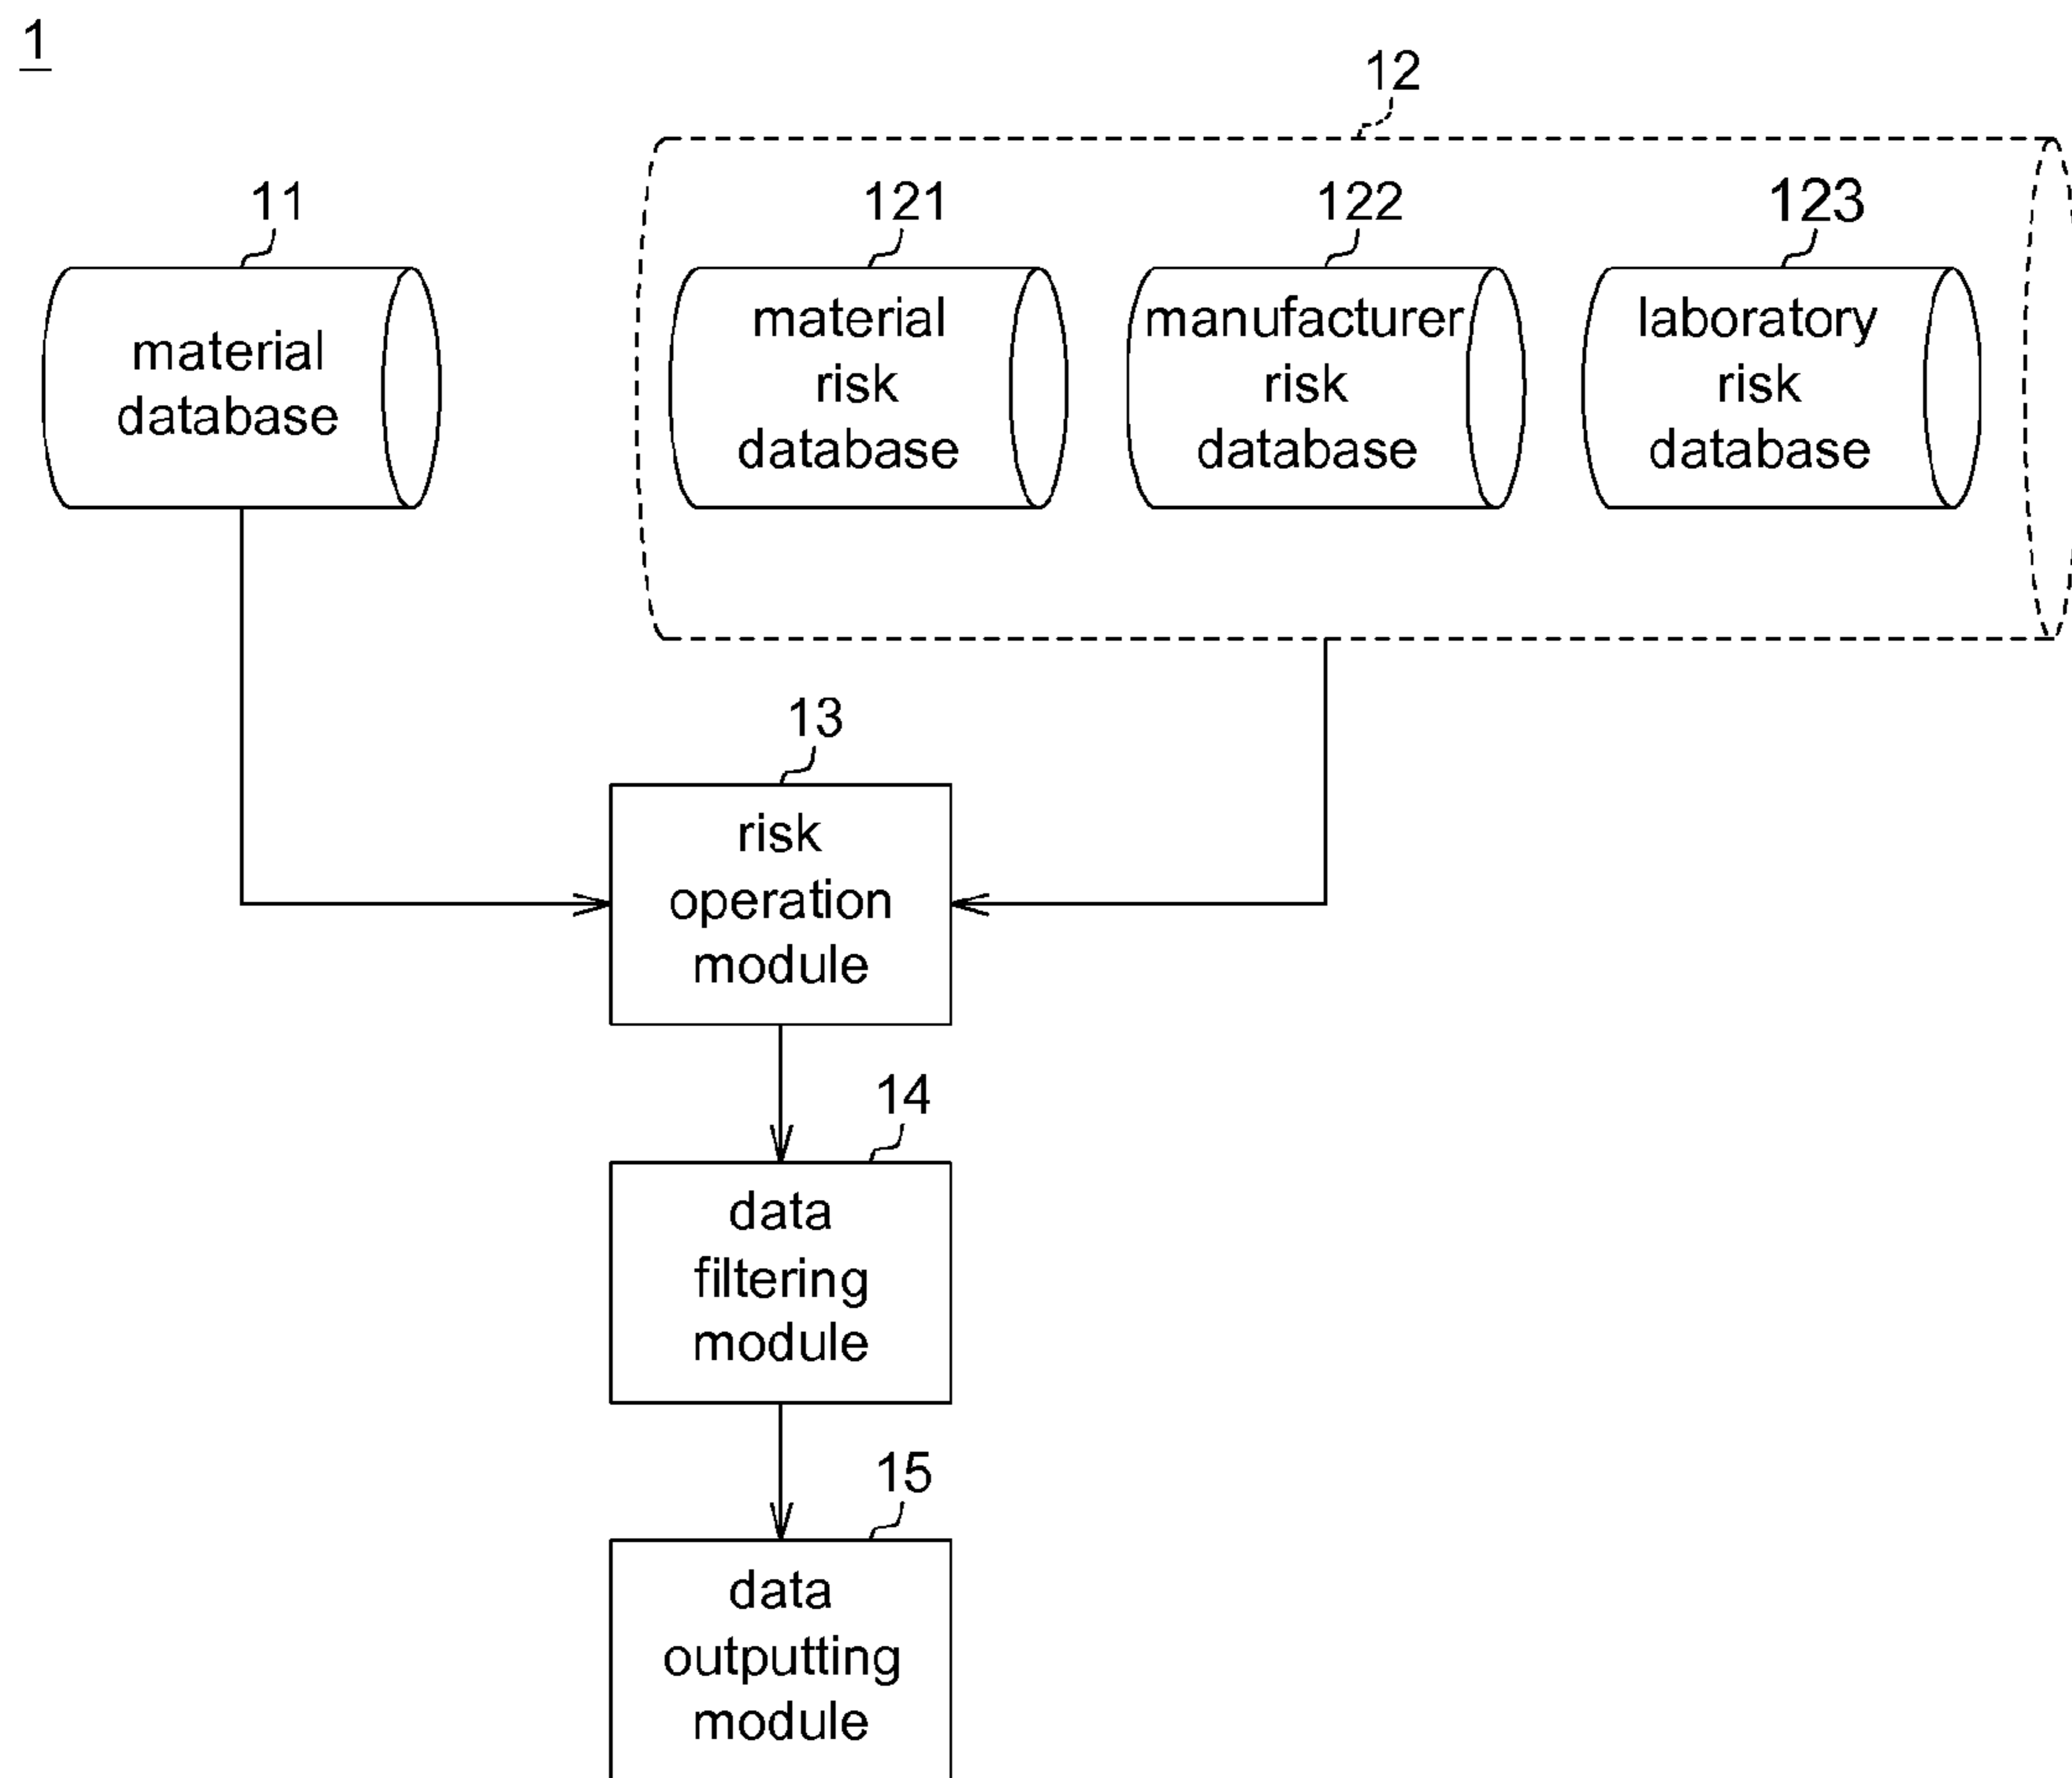 1
12
11
121
122
123
material
database
material
risk
database
manufacturer
risk
database
laboratory
risk
database
13
risk
operation
module
14
data
filtering
module
15
data
outputting
module